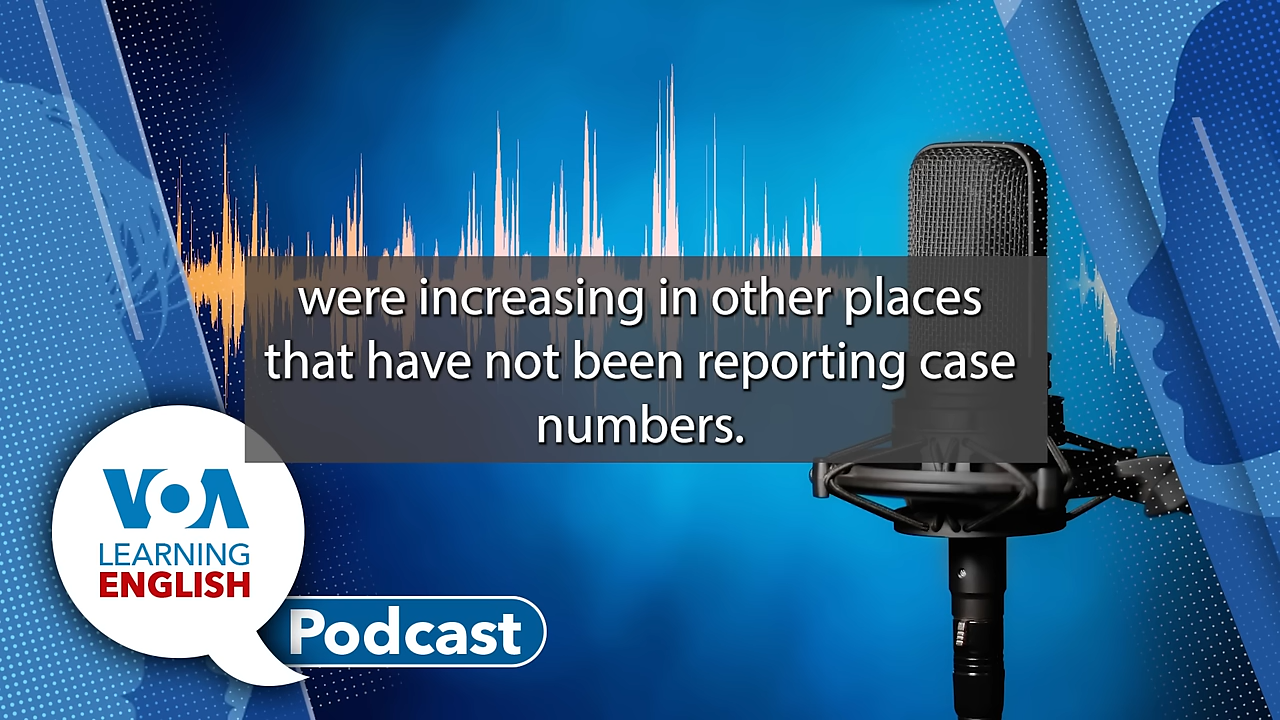 were increasing in other places
that have not been reporting case
numbers.
VOA
LEARNING
ENGLISH
Podcast